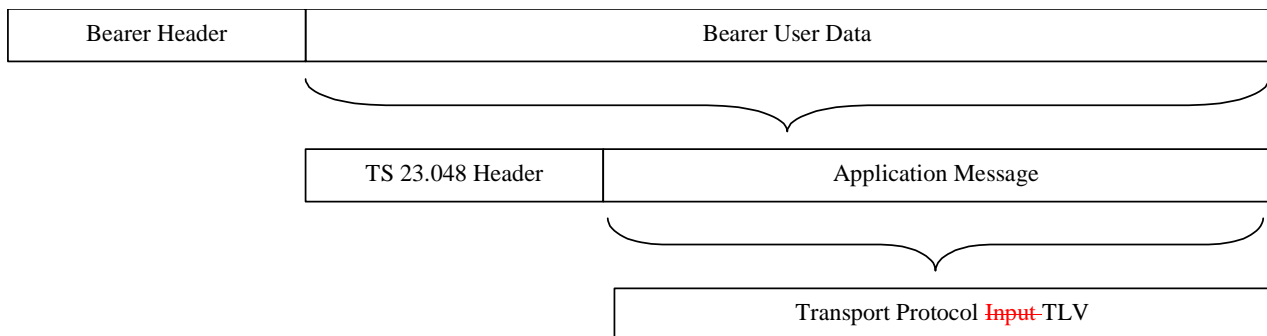 Bearer Header
Bearer User Data
TS 23.048 Header
Application Message
Transport Protocol Input TLV